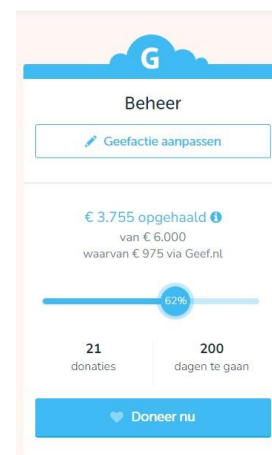 G
Beheer
Geefactie aanpassen
€ 3.755 opgehaald
van € 6.000
waarvan € 975 via Geef.nl
62%
21 200
donaties dagen te gaan
Doneer nu